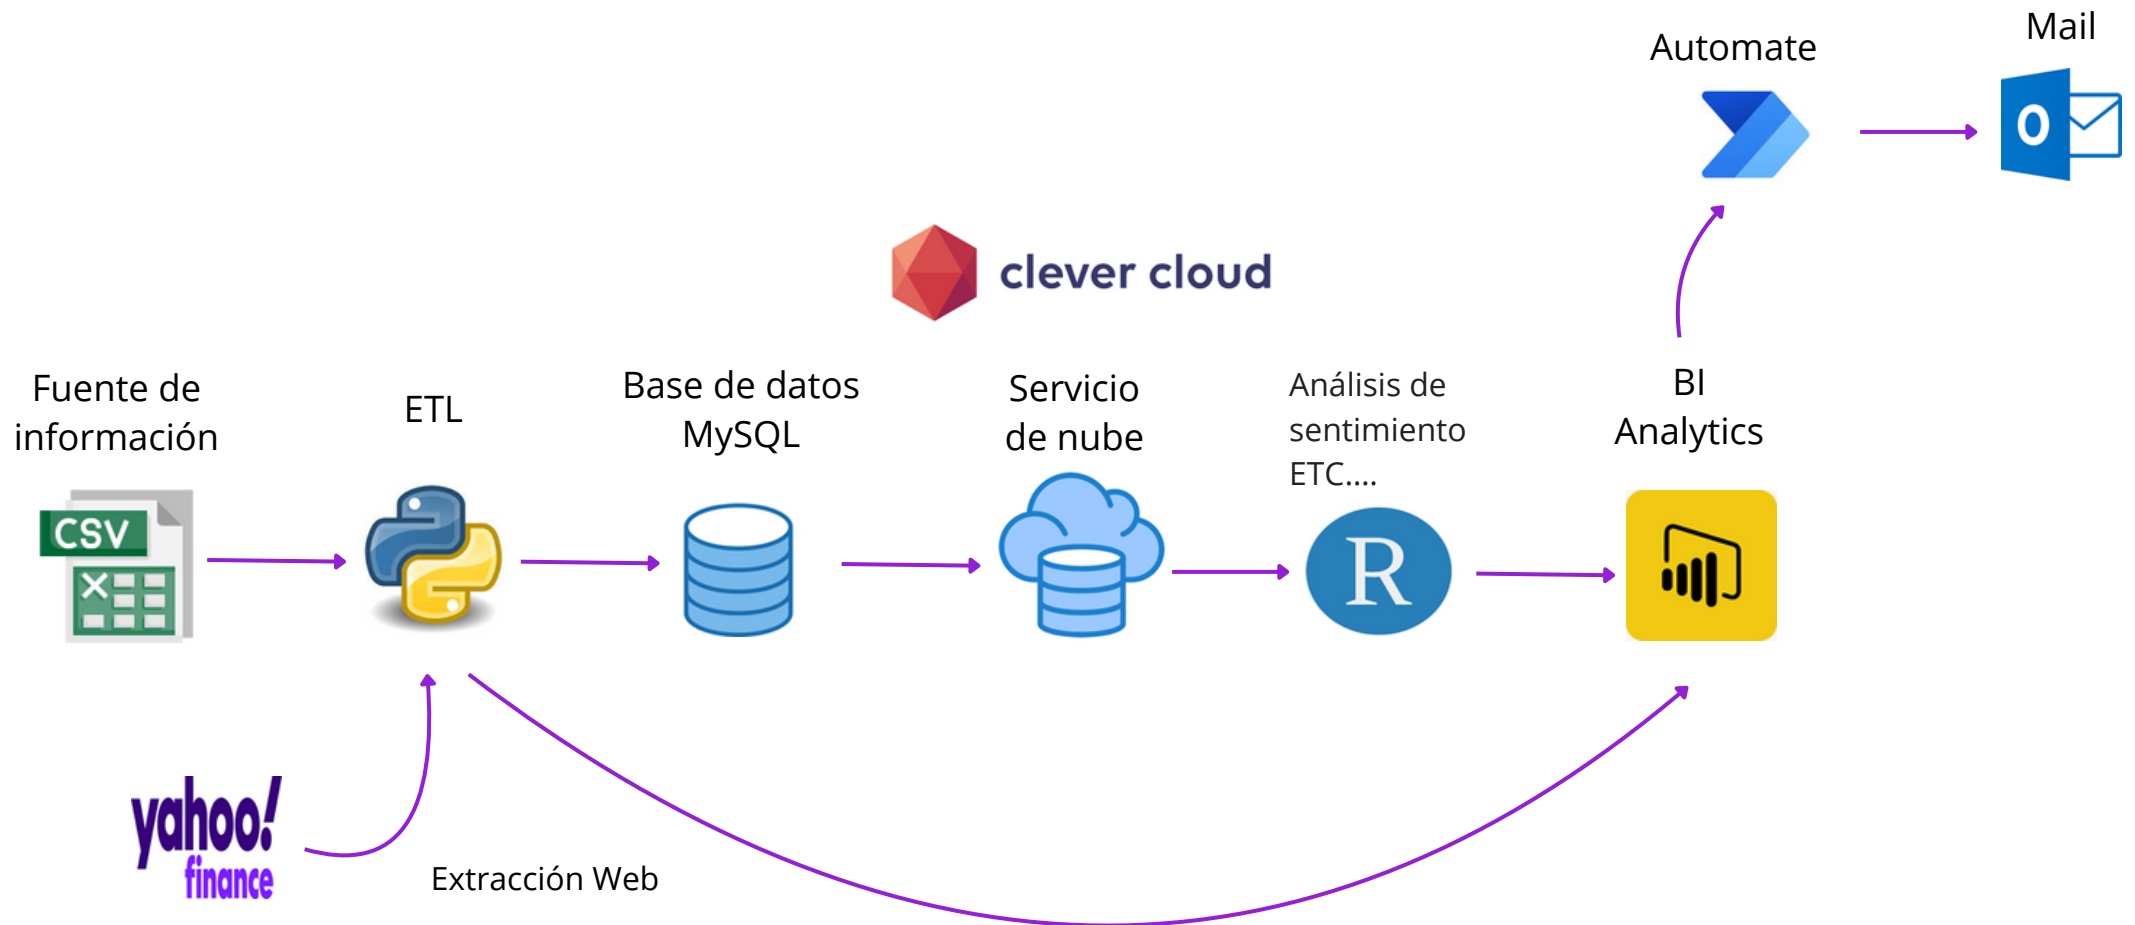 Mail
Automate
O
clever cloud
Fuente de
información
ETL
Base de datos
MySQL
Servicio
de nube
Análisis de
sentimiento
ETC....
BI
Analytics
CSV
X
R
yahoo!
finance
Extracción Web